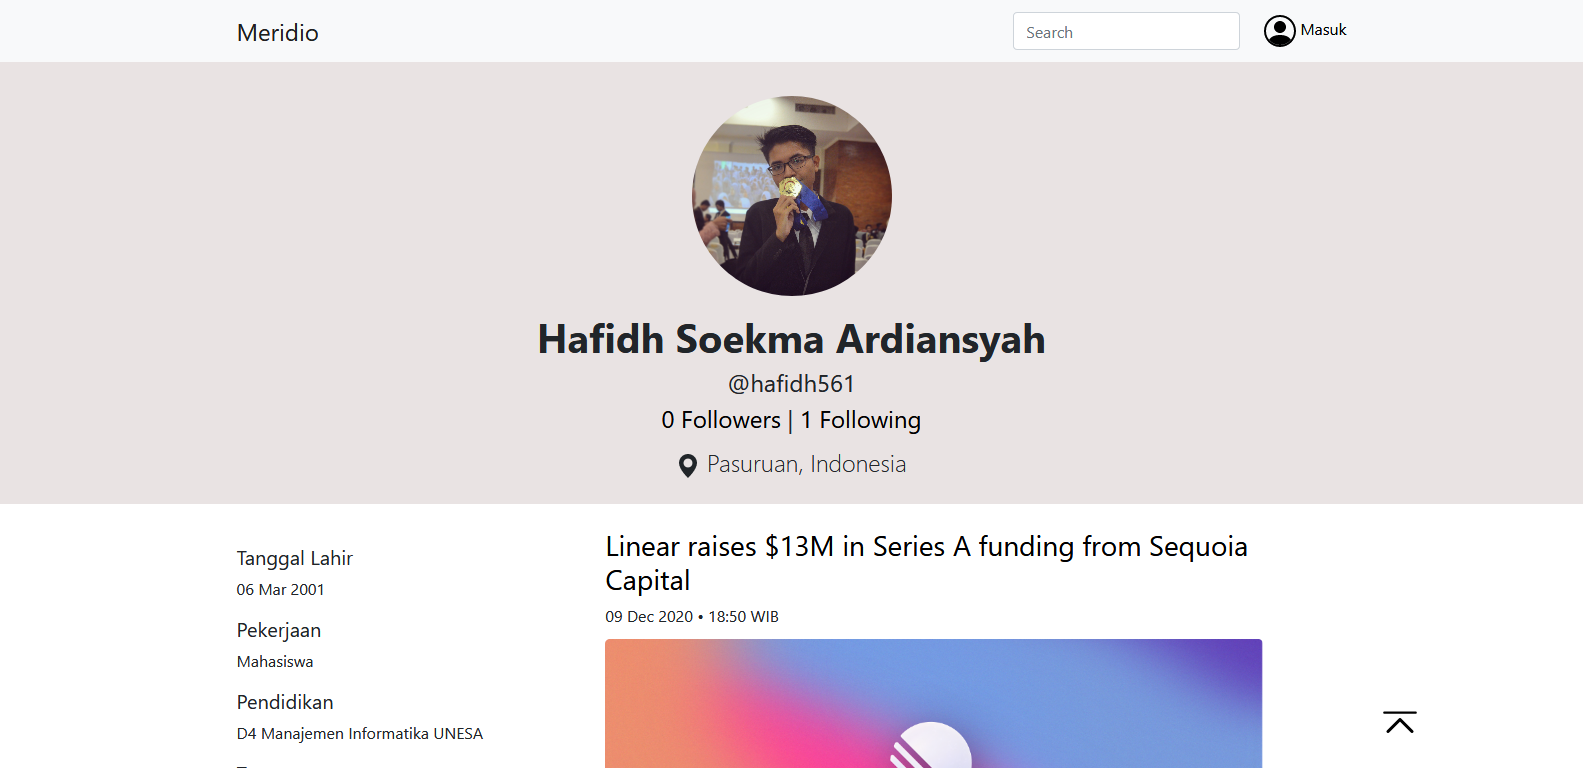 Meridio
Search
Masuk
Hafidh Soekma Ardiansyah
@hafidh561
0 Followers | 1 Following
Pasuruan, Indonesia
Tanggal Lahir
06 Mar 2001
Pekerjaan
Mahasiswa
Pendidikan
D4 Manajemen Informatika UNESA
Linear raises $13M in Series A funding from Sequoia
Capital
09 Dec 2020 • 18:50 WIB